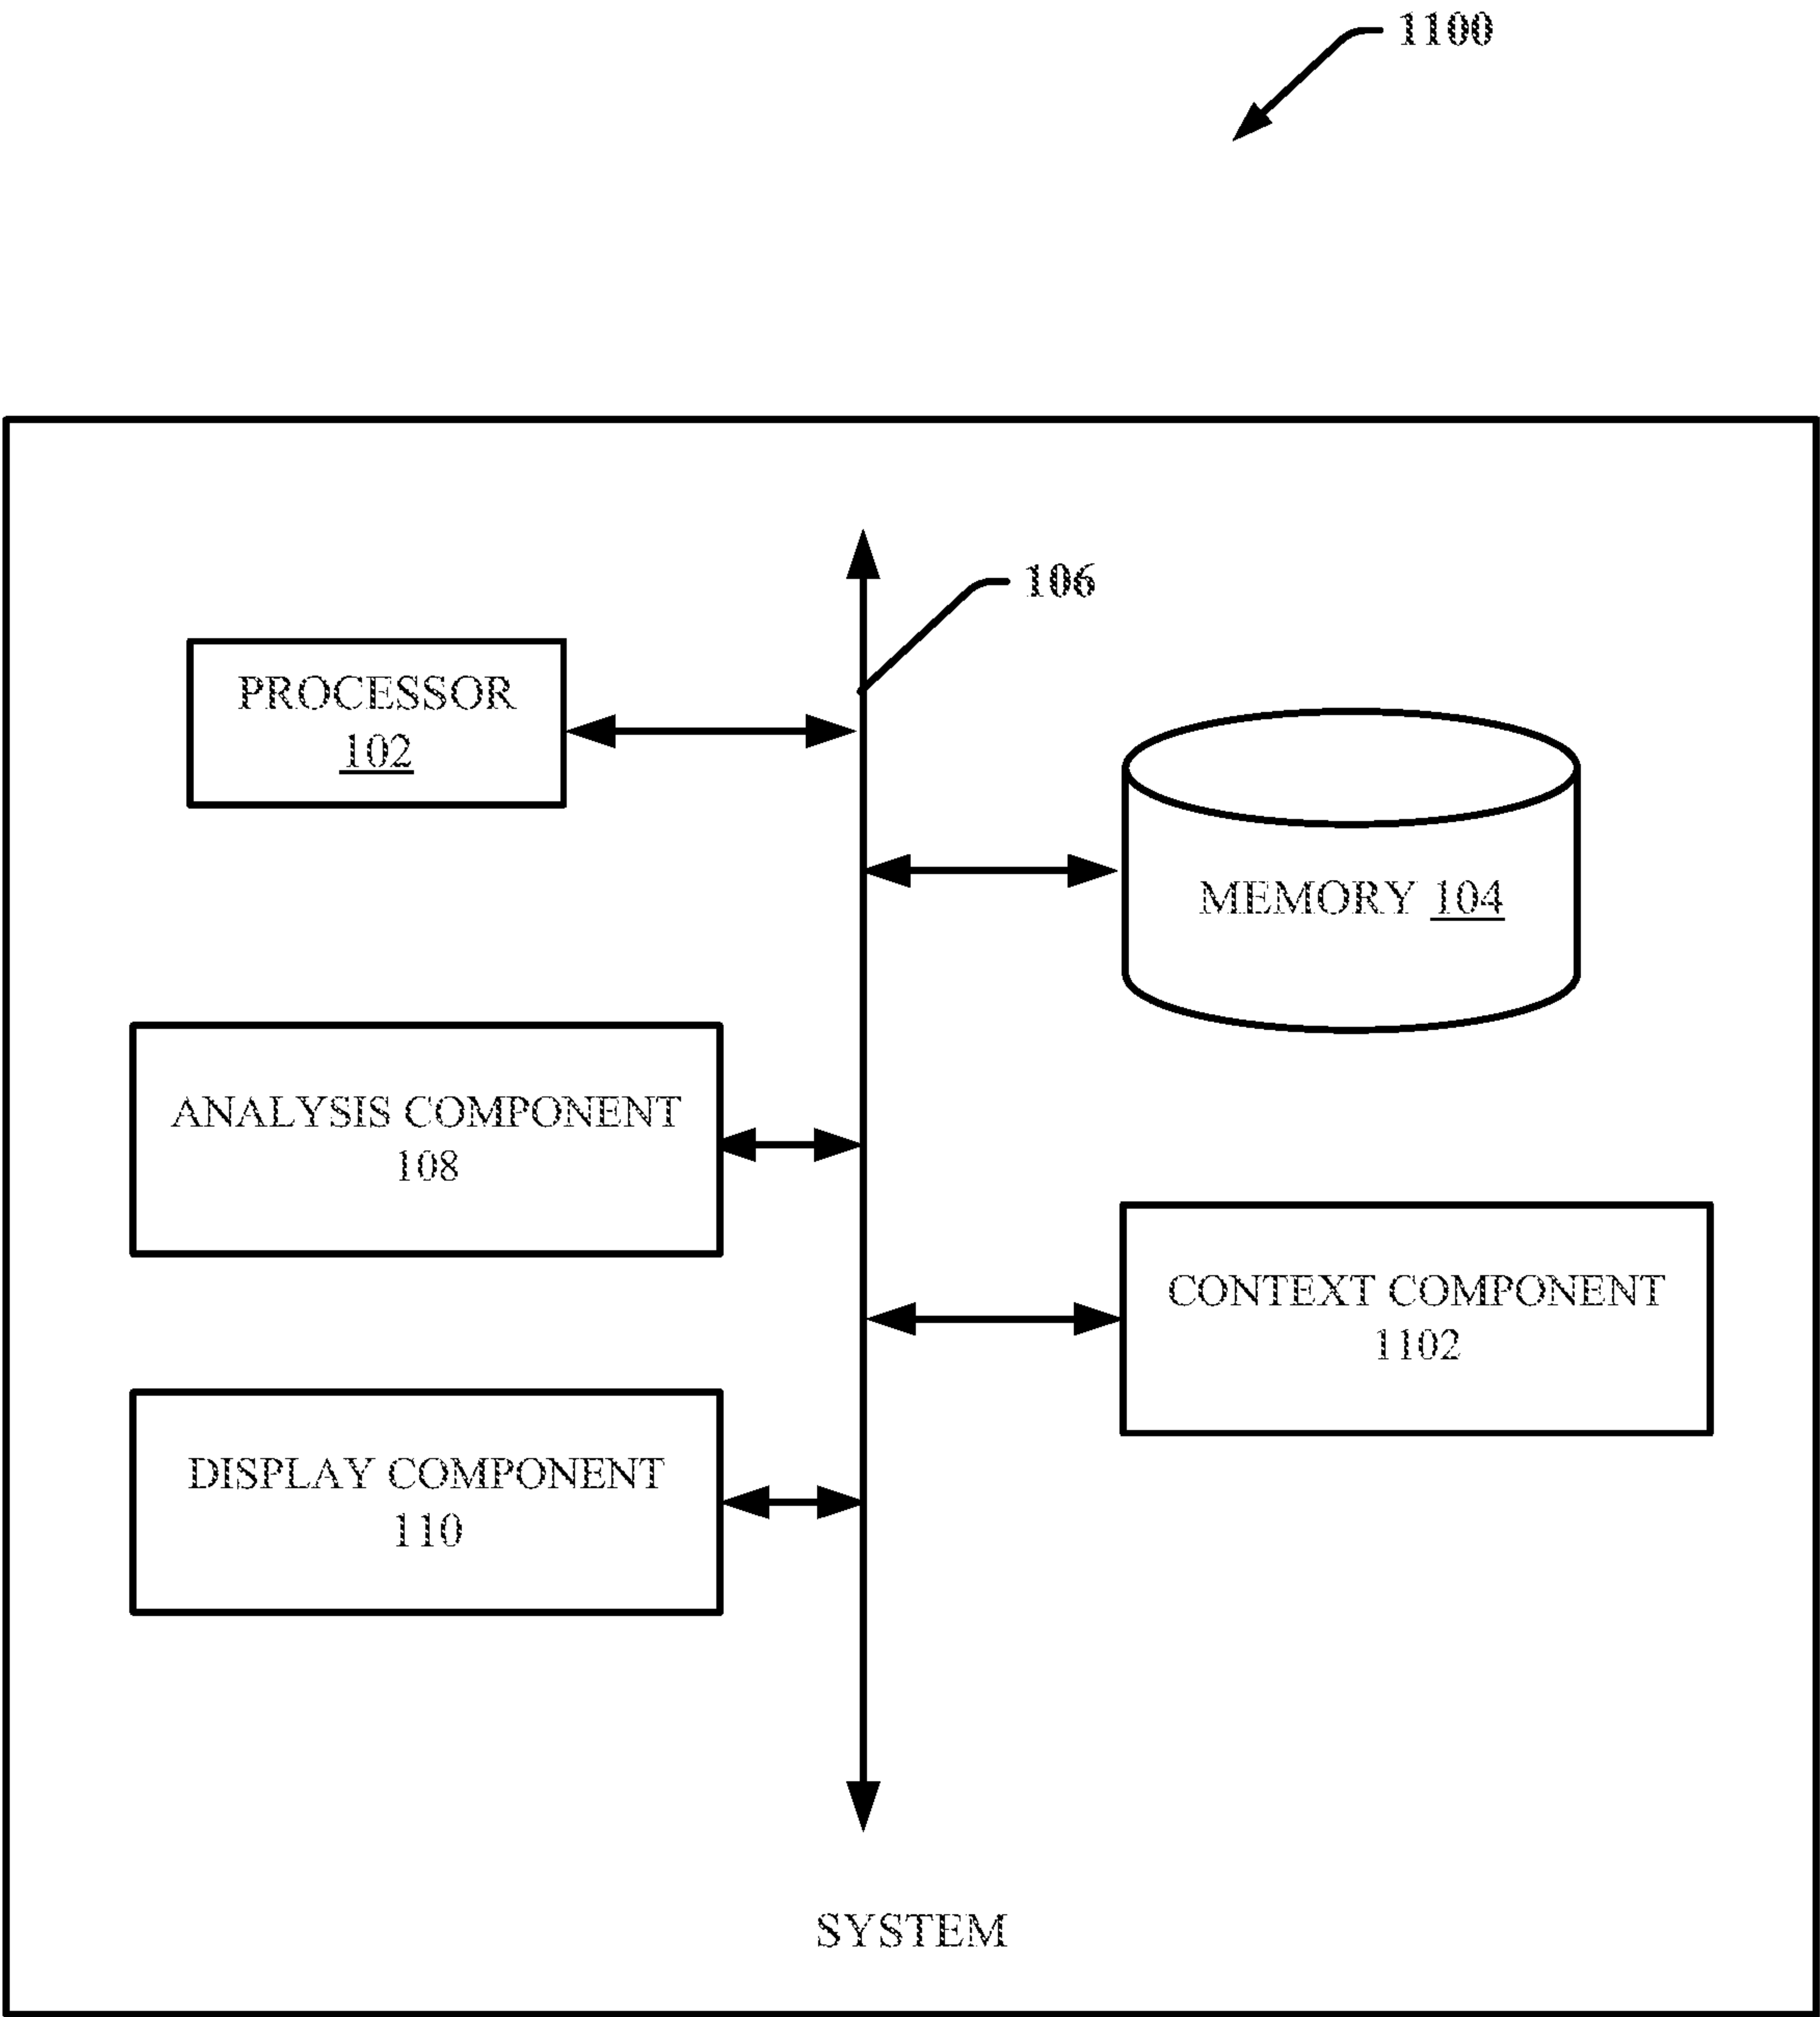 1100
106
PROCESSOR
102
MEMORY 104
ANALYSIS COMPONENT
108
CONTEXT COMPONENT
1102
DISPLAY COMPONENT
110
SYSTEM